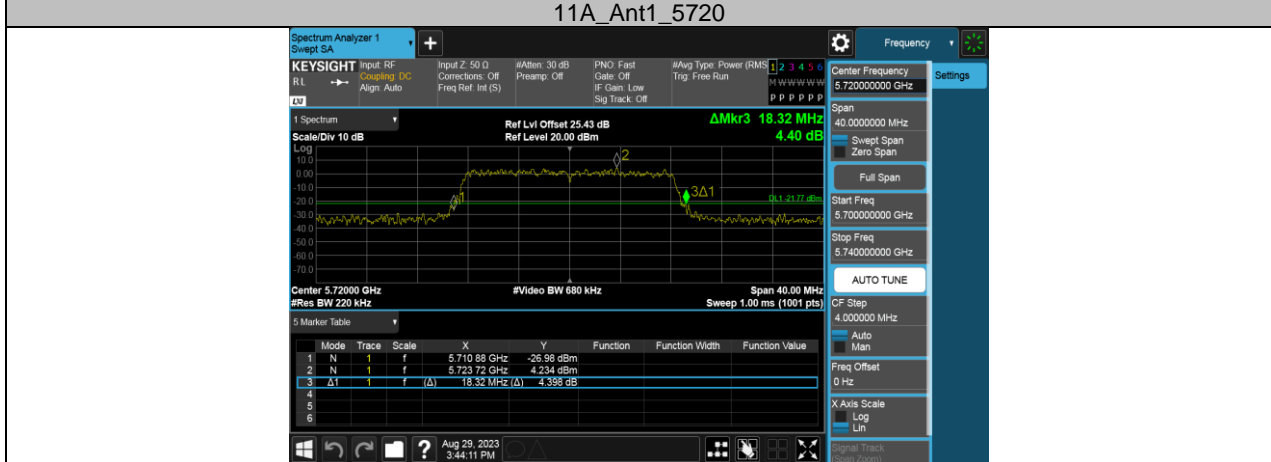 11A_Ant1_5720
Spectrum Analyzer 1
Swept SA
+
Frequency
KEYSIGHT
RL
LXI
Input: RF
Coupling: DC
Align: Auto
Input Z: 50 Ω
Corrections: Off
Freq Ref: Int (S)
#Atten: 30 dB
Preamp: Off
PNO: Fast
Gate: Off
IF Gain: Low
Sig Track: Off
#Avg Type: Power (RMS
Trig: Free Run
1 2 3 4 5 6
M W W W W W
P P P P P P
1 Spectrum
Scale/Div 10 dB
Ref Lvl Offset 25.43 dB
Ref Level 20.00 dBm
ΔMkr3 18.32 MHz
4.40 dB
Log
10.0
0.00
-10.0
-20.0
-30.0
-40.0
-50.0
-60.0
-70.0
1
2
3Δ1
DL1 -21.77 dBm
Center 5.72000 GHz
#Res BW 220 kHz
#Video BW 680 kHz
Span 40.00 MHz
Sweep 1.00 ms (1001 pts)
5 Marker Table
Mode Trace Scale X Y Function Function Width Function Value
1 N 1 f 5.710 88 GHz -26.98 dBm
2 N 1 f 5.723 72 GHz 4.234 dBm
3 Δ1 1 f (Δ) 18.32 MHz (Δ) 4.398 dB
4
5
6
?
Aug 29, 2023
3:44:11 PM
Center Frequency
5.720000000 GHz
Span
40.0000000 MHz
Swept Span
Zero Span
Full Span
Start Freq
5.700000000 GHz
Stop Freq
5.740000000 GHz
AUTO TUNE
CF Step
4.000000 MHz
Auto
Man
Freq Offset
0 Hz
X Axis Scale
Log
Lin
Signal Track
(Span Zoom)
Settings